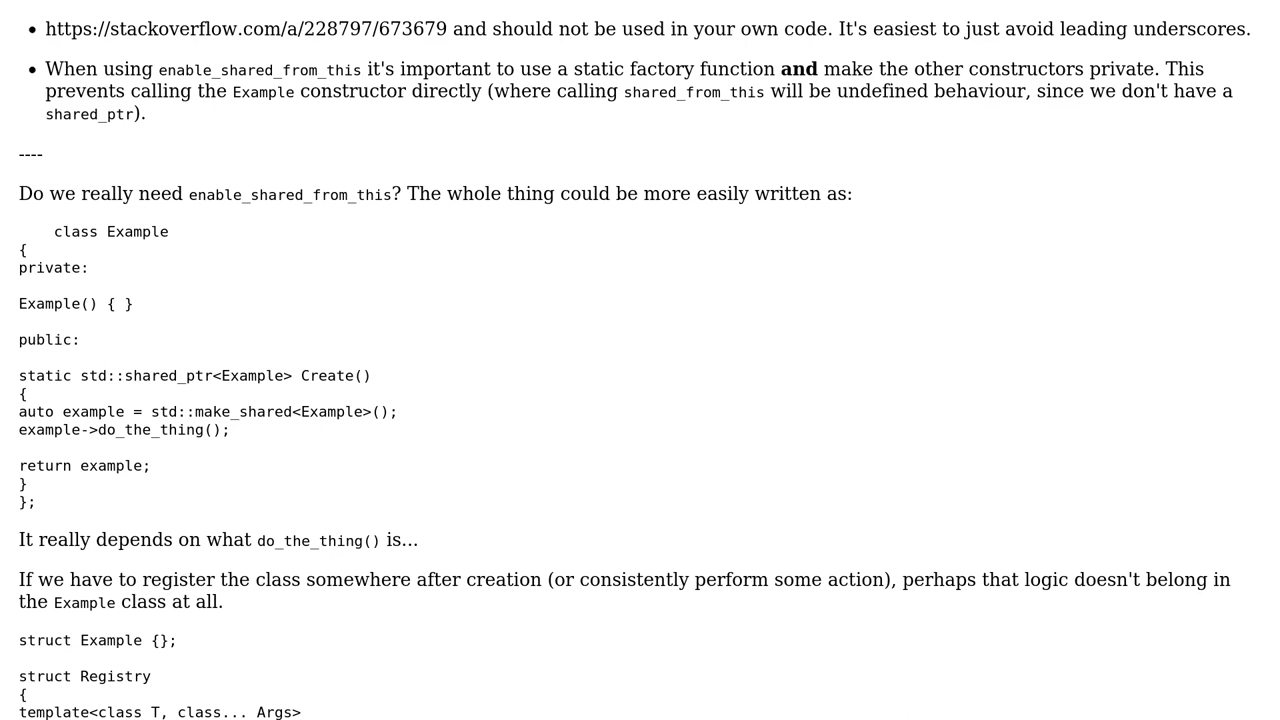 • https://stackoverflow.com/a/228797/673679 and should not be used in your own code. It's easiest to just avoid leading underscores.
• When using enable_shared_from_this it's important to use a static factory function and make the other constructors private. This
prevents calling the Example constructor directly (where calling shared_from_this will be undefined behaviour, since we don't have a
shared_ptr).
----
Do we really need enable_shared_from_this? The whole thing could be more easily written as:
    class Example
{
private:
Example() { }
public:
static std::shared_ptr<Example> Create()
{
auto example = std::make_shared<Example>();
example->do_the_thing();
return example;
}
};
It really depends on what do_the_thing() is...
If we have to register the class somewhere after creation (or consistently perform some action), perhaps that logic doesn't belong in
the Example class at all.
struct Example {};
struct Registry
{
template<class T, class... Args>